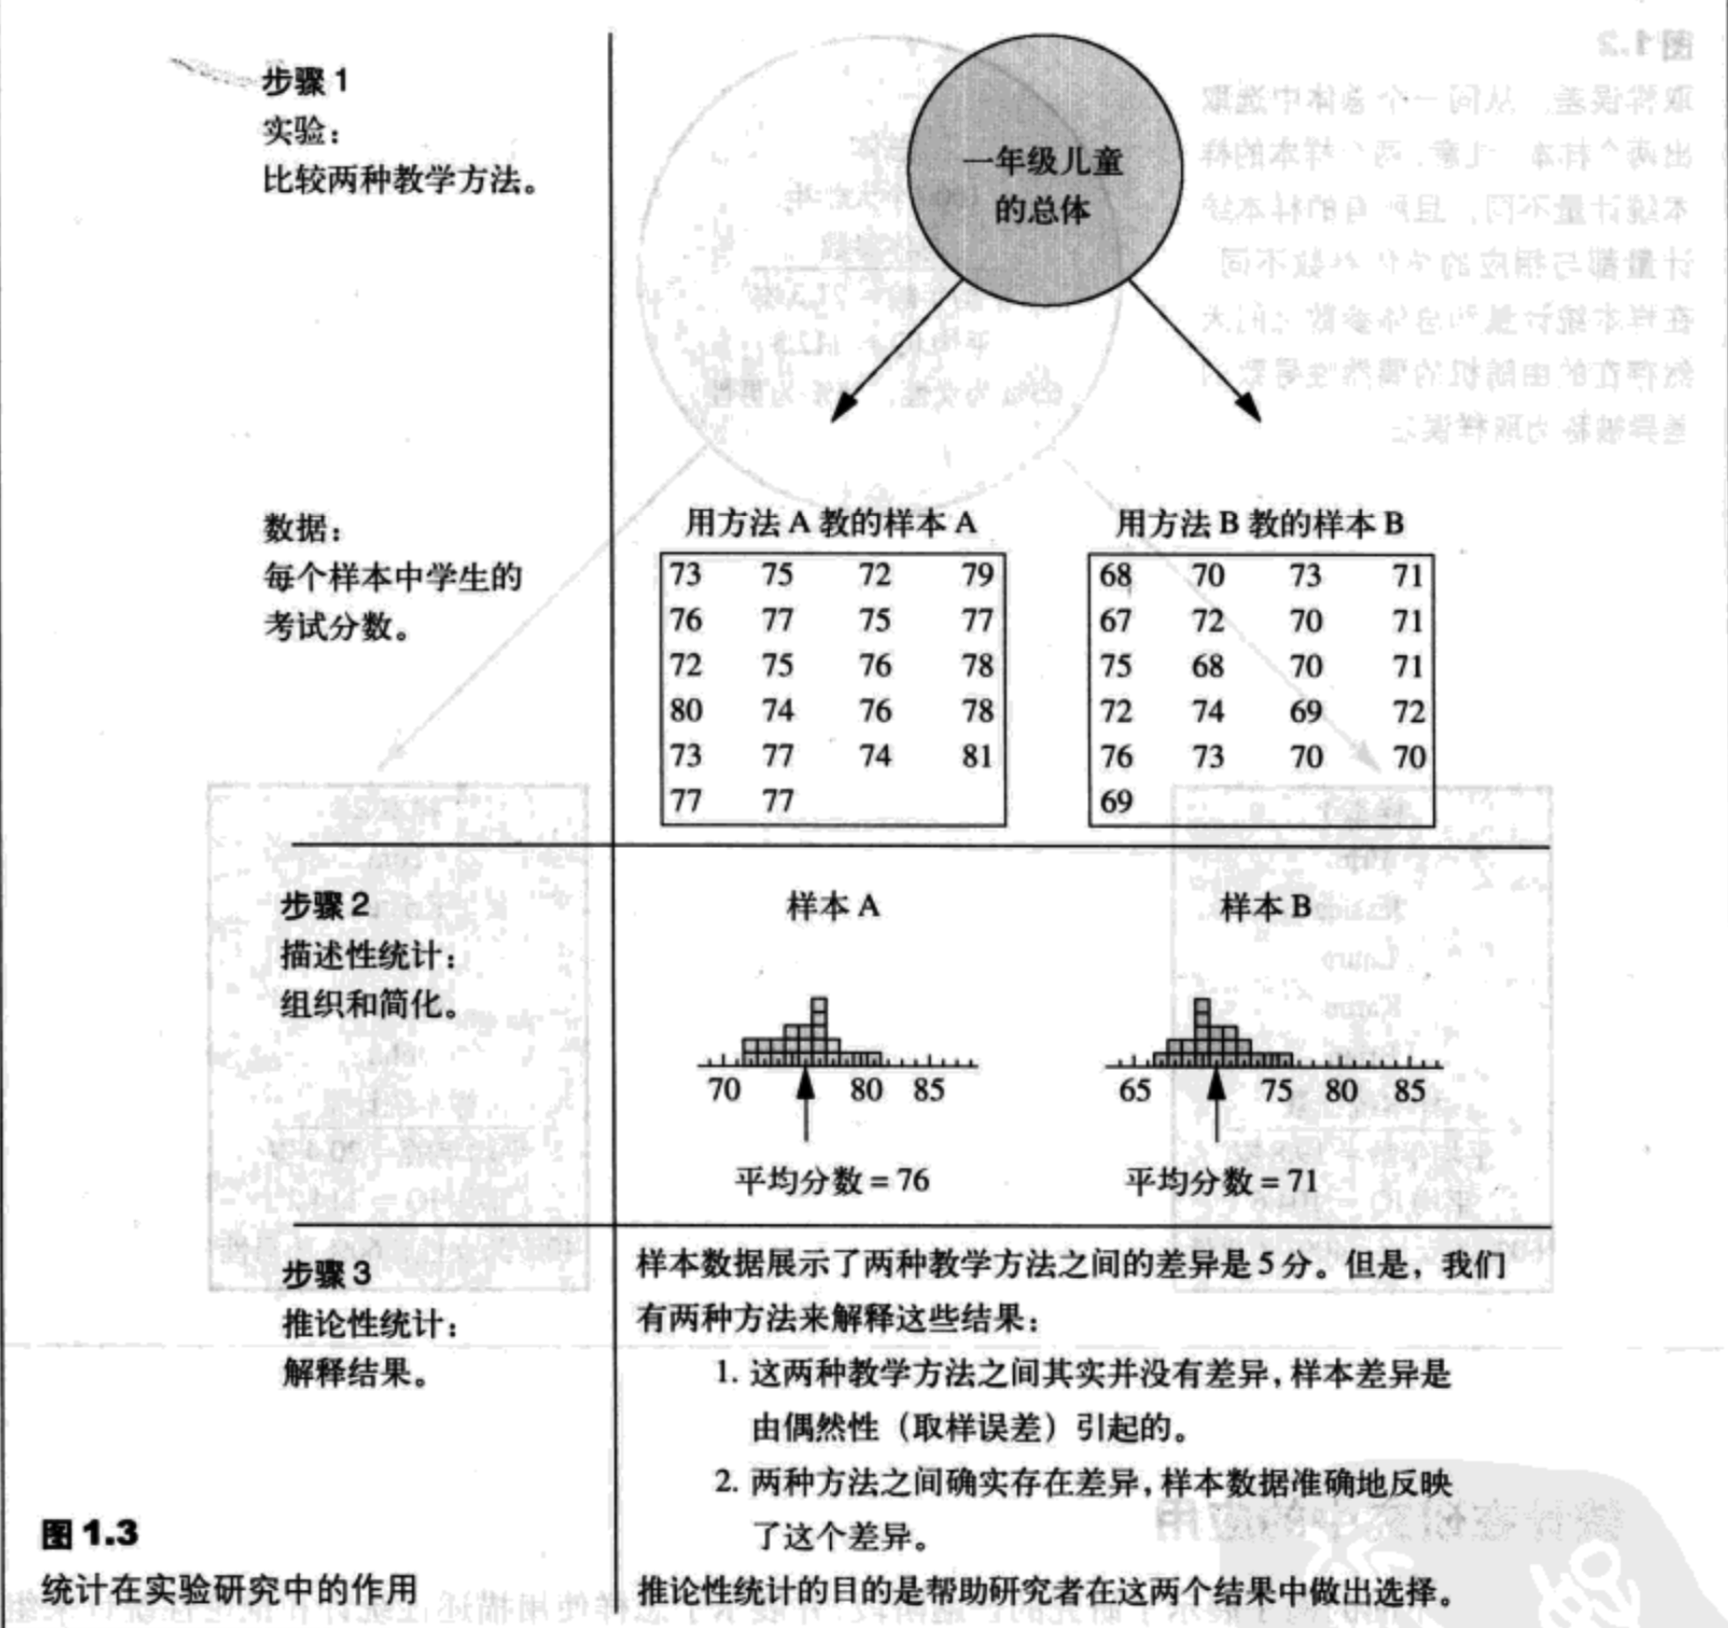 步骤 1
实验：
比较两种教学方法。
一年级儿童
的总体
数据：
每个样本中学生的
考试分数。
用方法 A 教的样本 A
73 75 72 79
76 77 75 77
72 75 76 78
80 74 76 78
73 77 74 81
77 77
用方法 B 教的样本 B
68 70 73 71
67 72 70 71
75 68 70 71
72 74 69 72
76 73 70 70
69
步骤 2
描述性统计：
组织和简化。
样本 A
70 80 85
平均分数 = 76
样本 B
65 75 80 85
平均分数 = 71
步骤 3
推论性统计：
解释结果。
样本数据展示了两种教学方法之间的差异是 5 分。但是，我们
有两种方法来解释这些结果：
1. 这两种教学方法之间其实并没有差异，样本差异是
由偶然性（取样误差）引起的。
2. 两种方法之间确实存在差异，样本数据准确地反映
了这个差异。
推论性统计的目的是帮助研究者在这两个结果中做出选择。
图 1.3
统计在实验研究中的作用